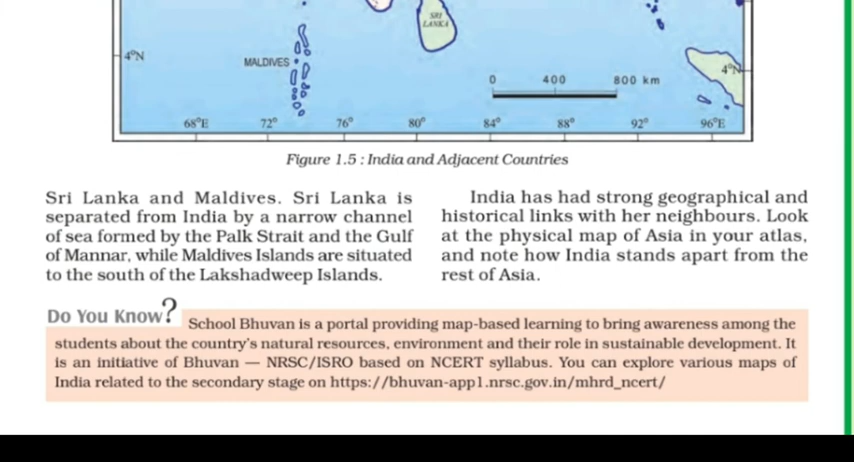 SRI
LANKA
4°N
MALDIVES
4°N
0 400 800 km
68°E 72° 76° 80° 84° 88° 92° 96°E
Figure 1.5 : India and Adjacent Countries
Sri Lanka and Maldives. Sri Lanka is
separated from India by a narrow channel
of sea formed by the Palk Strait and the Gulf
of Mannar, while Maldives Islands are situated
to the south of the Lakshadweep Islands.
India has had strong geographical and
historical links with her neighbours. Look
at the physical map of Asia in your atlas,
and note how India stands apart from the
rest of Asia.
Do You Know?
School Bhuvan is a portal providing map-based learning to bring awareness among the
students about the country's natural resources, environment and their role in sustainable development. It
is an initiative of Bhuvan — NRSC/ISRO based on NCERT syllabus. You can explore various maps of
India related to the secondary stage on https://bhuvan-app1.nrsc.gov.in/mhrd_ncert/